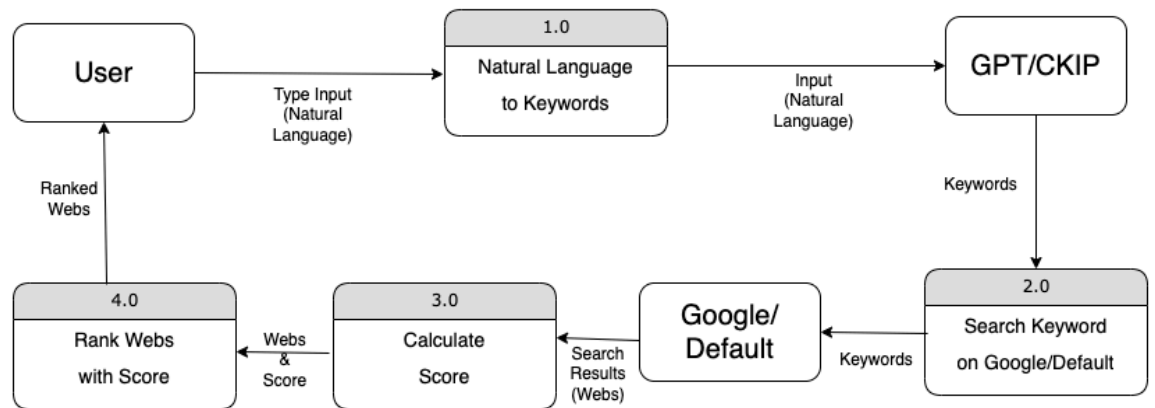 User
Type Input
(Natural
Language)
1.0
Natural Language
to Keywords
Input
(Natural
Language)
GPT/CKIP
Keywords
2.0
Search Keyword
on Google/Default
Keywords
Google/
Default
Search
Results
(Webs)
3.0
Calculate
Score
Webs
&
Score
4.0
Rank Webs
with Score
Ranked
Webs